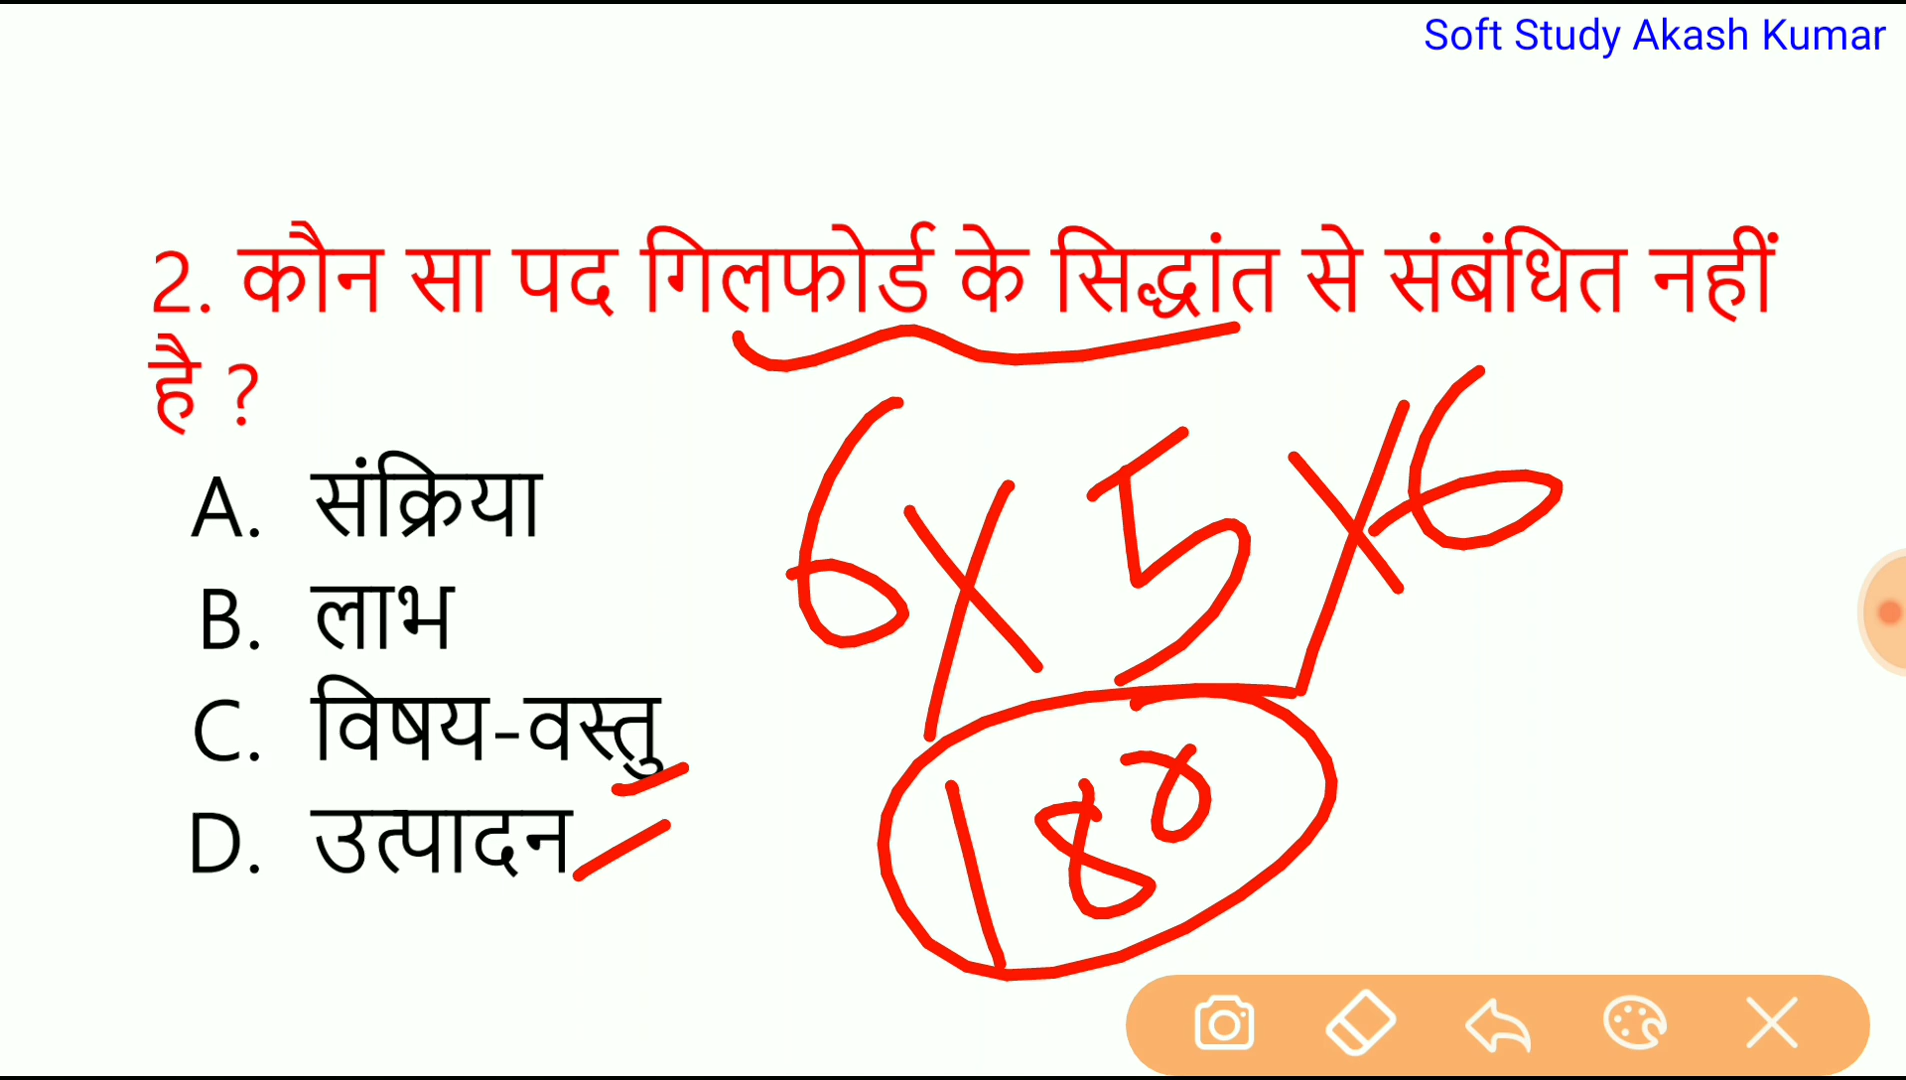 Soft Study Akash Kumar
2. कौन सा पद गिलफोर्ड के सिद्धांत से संबंधित नहीं
है ?
6 x 5 x 6
A. संक्रिया
B. लाभ
C. विषय-वस्तु
180
D. उत्पादन